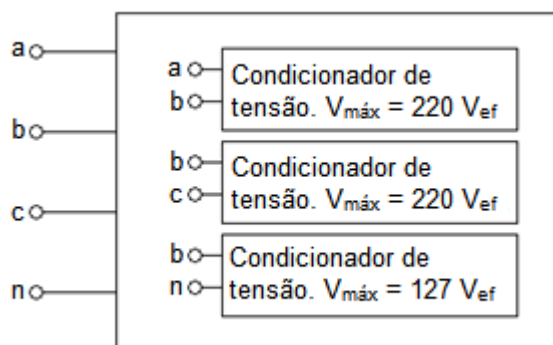 a
a
Condicionador de
b
tensão. Vmáx = 220 Vef
b
b
Condicionador de
c
tensão. Vmáx = 220 Vef
c
b
Condicionador de
n
tensão. Vmáx = 127 Vef
n